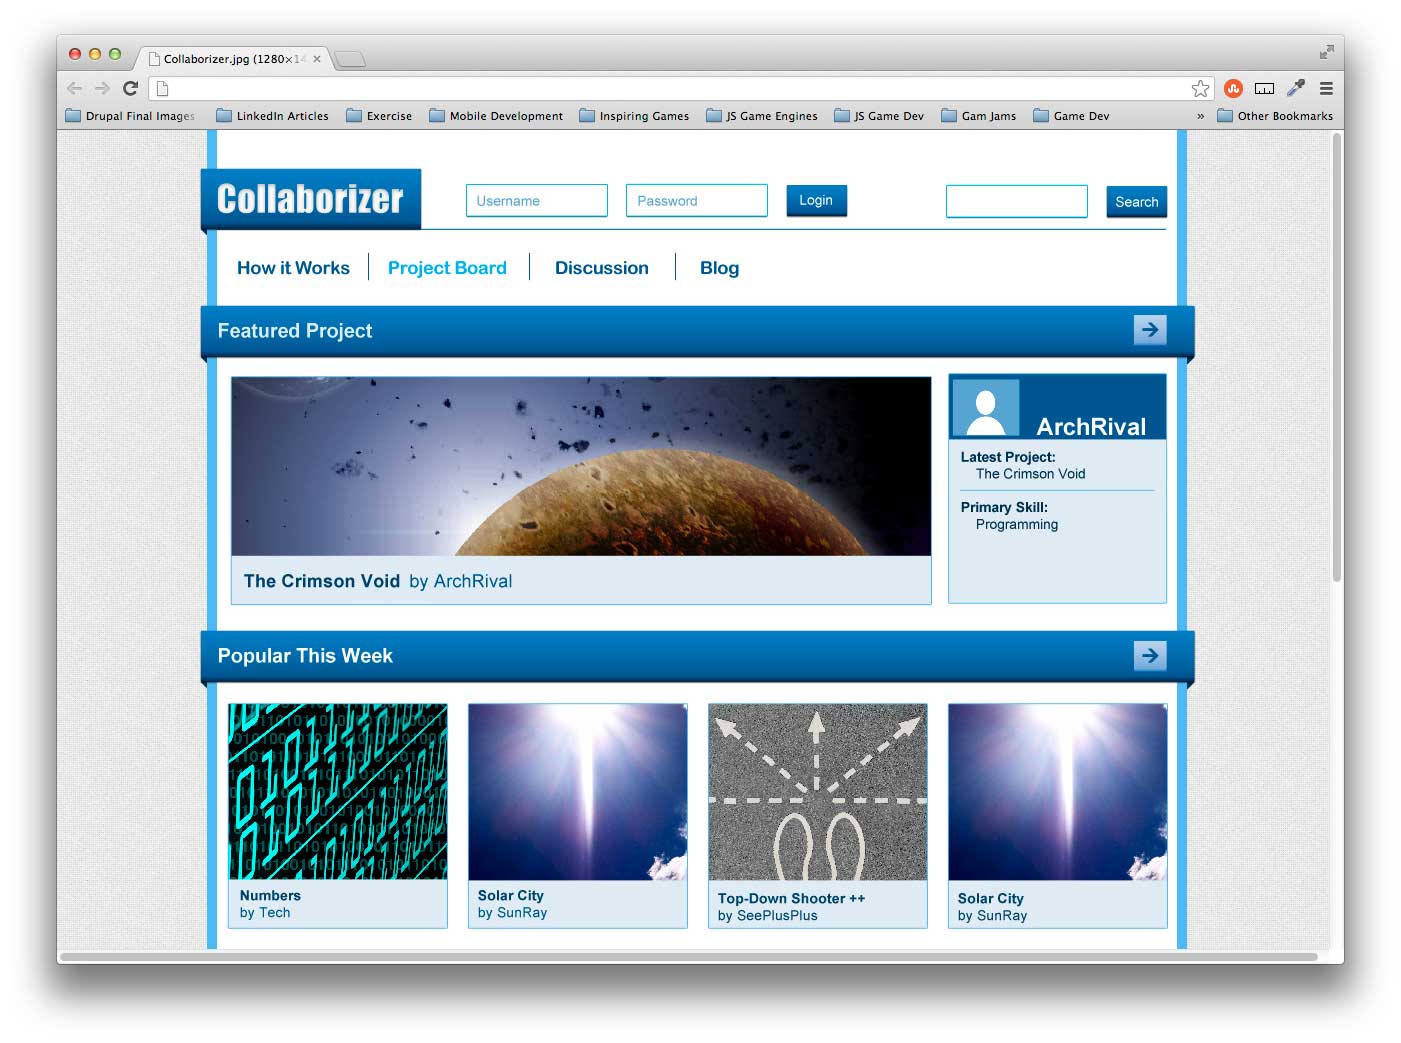 Collaborizer.jpg (1280×14
Drupal Final Images LinkedIn Articles Exercise Mobile Development Inspiring Games JS Game Engines JS Game Dev Gam Jams Game Dev » Other Bookmarks
Collaborizer Username Password Login Search
How it Works Project Board Discussion Blog
Featured Project
ArchRival
Latest Project:
The Crimson Void
Primary Skill:
Programming
The Crimson Void by ArchRival
Popular This Week
Numbers
by Tech
Solar City
by SunRay
Top-Down Shooter ++
by SeePlusPlus
Solar City
by SunRay